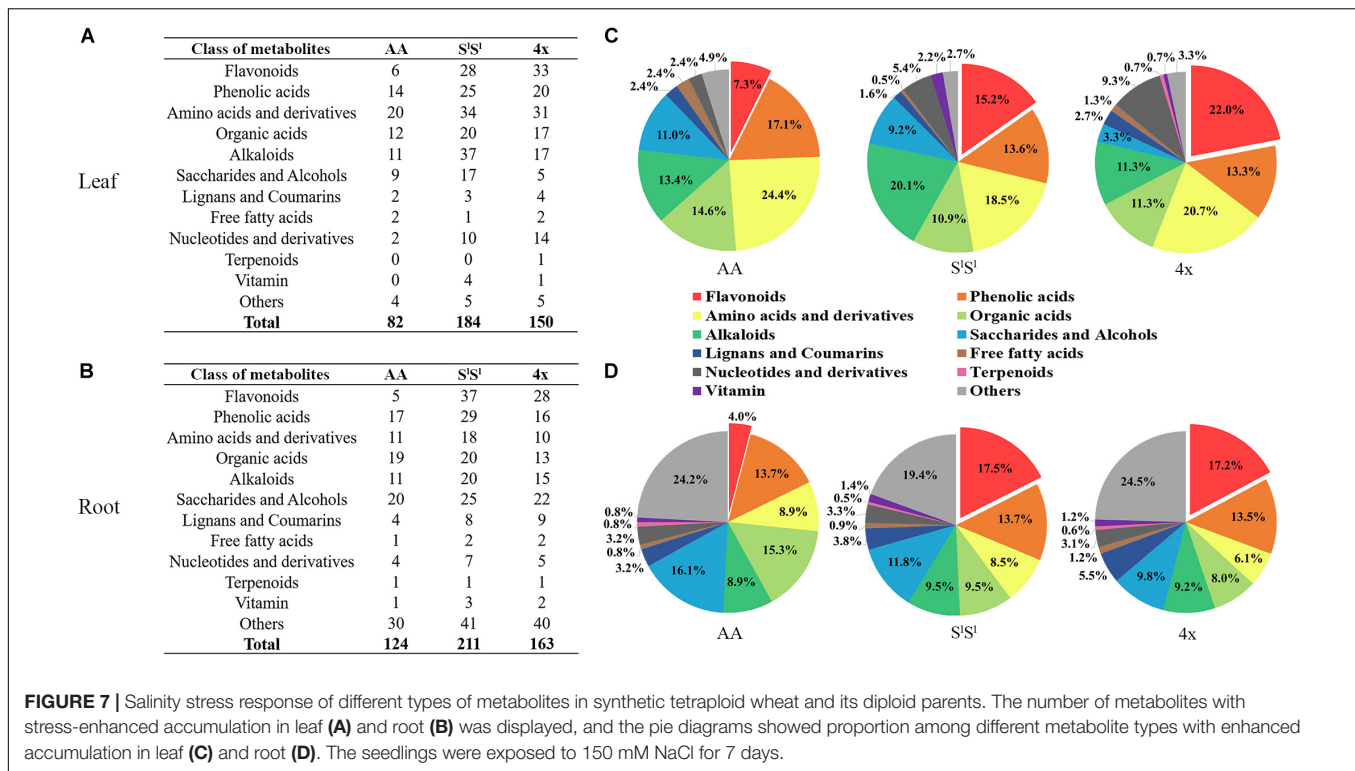 A
Class of metabolites AA SˡSˡ 4x
Flavonoids 6 28 33
Phenolic acids 14 25 20
Amino acids and derivatives 20 34 31
Organic acids 12 20 17
Alkaloids 11 37 17
Leaf
Saccharides and Alcohols 9 17 5
Lignans and Coumarins 2 3 4
Free fatty acids 2 1 2
Nucleotides and derivatives 2 10 14
Terpenoids 0 0 1
Vitamin 0 4 1
Others 4 5 5
Total 82 184 150
C
7.3%
17.1%
24.4%
14.6%
13.4%
11.0%
2.4%
2.4%
2.4%
4.9%
AA
15.2%
13.6%
18.5%
10.9%
20.1%
9.2%
1.6%
0.5%
5.4%
2.2%
2.7%
SˡSˡ
22.0%
13.3%
20.7%
11.3%
11.3%
3.3%
2.7%
1.3%
9.3%
0.7%
0.7%
3.3%
4x
Flavonoids Phenolic acids
Amino acids and derivatives Organic acids
Alkaloids Saccharides and Alcohols
Lignans and Coumarins Free fatty acids
Nucleotides and derivatives Terpenoids
Vitamin Others
B
Class of metabolites AA SˡSˡ 4x
Flavonoids 5 37 28
Phenolic acids 17 29 16
Amino acids and derivatives 11 18 10
Organic acids 19 20 13
Alkaloids 11 20 15
Root
Saccharides and Alcohols 20 25 22
Lignans and Coumarins 4 8 9
Free fatty acids 1 2 2
Nucleotides and derivatives 4 7 5
Terpenoids 1 1 1
Vitamin 1 3 2
Others 30 41 40
Total 124 211 163
D
4.0%
13.7%
8.9%
15.3%
8.9%
16.1%
3.2%
0.8%
3.2%
0.8%
0.8%
24.2%
AA
17.5%
13.7%
8.5%
9.5%
9.5%
11.8%
3.8%
0.9%
3.3%
0.5%
1.4%
19.4%
SˡSˡ
17.2%
13.5%
6.1%
8.0%
9.2%
9.8%
5.5%
1.2%
3.1%
0.6%
1.2%
24.5%
4x
FIGURE 7 | Salinity stress response of different types of metabolites in synthetic tetraploid wheat and its diploid parents. The number of metabolites with
stress-enhanced accumulation in leaf (A) and root (B) was displayed, and the pie diagrams showed proportion among different metabolite types with enhanced
accumulation in leaf (C) and root (D). The seedlings were exposed to 150 mM NaCl for 7 days.